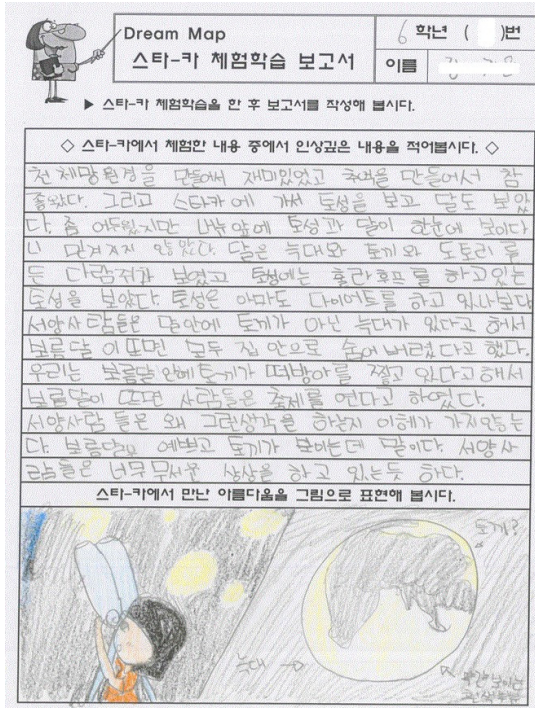 Dream Map
스타-카 체험학습 보고서
6 학년 ( )번
이름
▶ 스타-카 체험학습을 한 후 보고서를 작성해 봅시다.
◇ 스타-카에서 체험한 내용 중에서 인상깊은 내용을 적어봅시다. ◇
천체망원경을 만들어서 재미있었고 추억을 만들어서 참
좋았다. 그리고 스타카에 가서 토성을 보고 달도 보았
다. 좀 어두웠지만 내눈앞에 토성과 달이 한눈에 보이다
니 믿겨지지 않았다. 달은 늑대와 토끼와 도토리를
든 다람쥐가 보였고 토성에는 훌라후프를 하고있는
토성을 보았다. 토성은 아마도 다이어트를 하고 있나보다
서양사람들은 달안에 토끼가 아닌 늑대가 있다고 해서
보름달이 뜨면 모두 집 안으로 숨어버렸다고 했다.
우리는 보름달안에 토끼가 떡방아를 찧고 있다고해서
보름달이 뜨면 사람들은 축제를 연다고 하였다.
서양사람들은 왜 그런생각을 하는지 이해가 가지않는
다. 보름달은 예쁘고 토끼가 보이는데 말이다. 서양사
람들은 너무 무서운 상상을 하고 있는듯 하다.
스타-카에서 만난 아름다움을 그림으로 표현해 봅시다.
토끼?
늑대 →